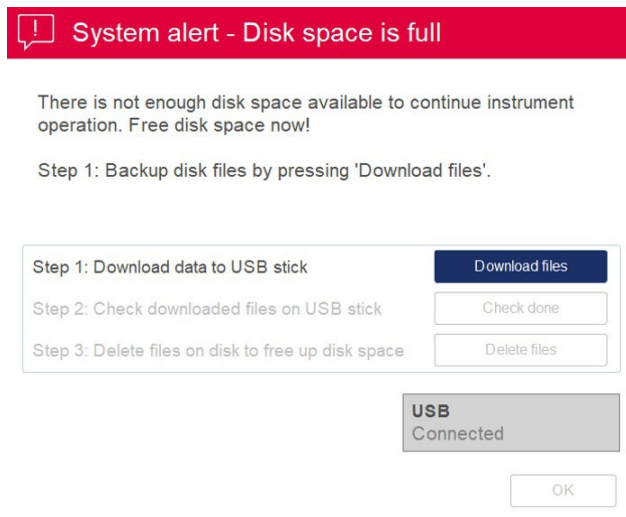 System alert - Disk space is full
There is not enough disk space available to continue instrument
operation. Free disk space now!
Step 1: Backup disk files by pressing 'Download files'.
Step 1: Download data to USB stick Download files
Step 2: Check downloaded files on USB stick Check done
Step 3: Delete files on disk to free up disk space Delete files
USB
Connected
OK